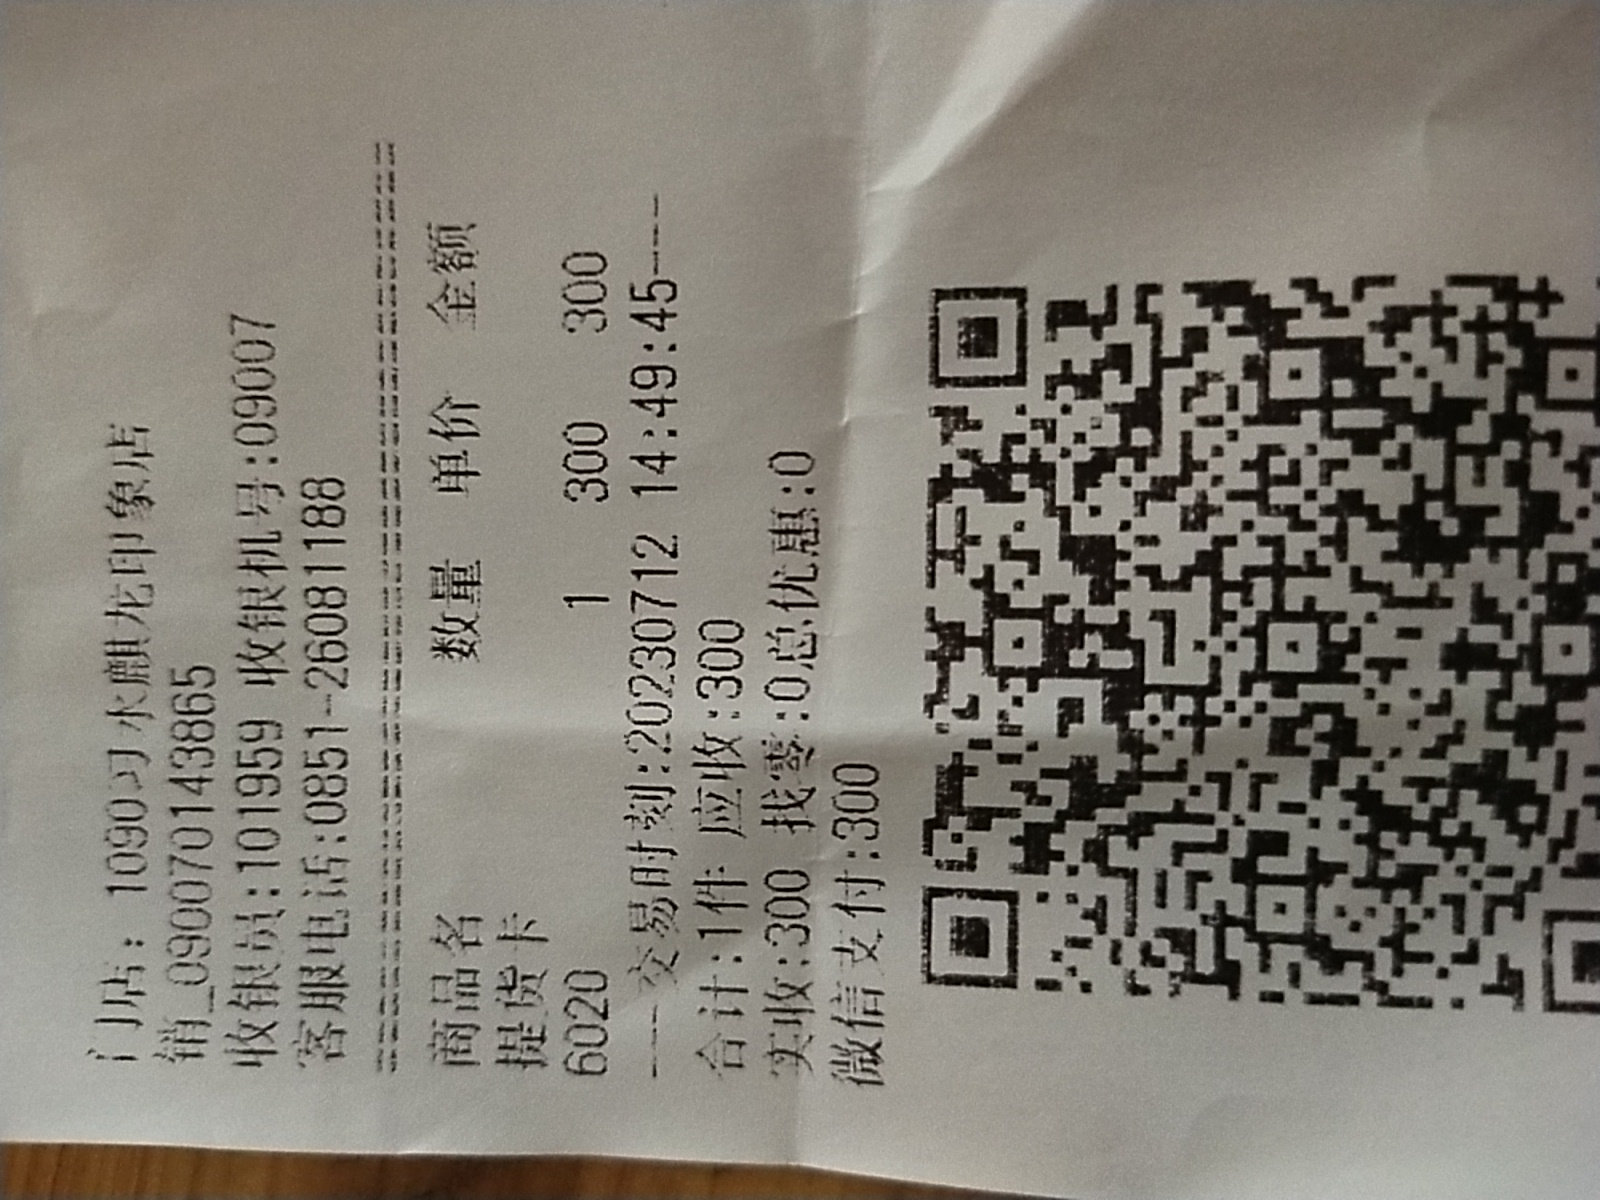 门店: 1090习水麒龙印象店
销_090070143865
收银员:101959 收银机号:09007
客服电话:0851-26081188
================================
商品名 数量 单价 金额
提货卡
6020 1 300 300
----交易时刻:20230712 14:49:45----
合计:1件 应收:300
实收:300 找零:0总优惠:0
微信支付:300